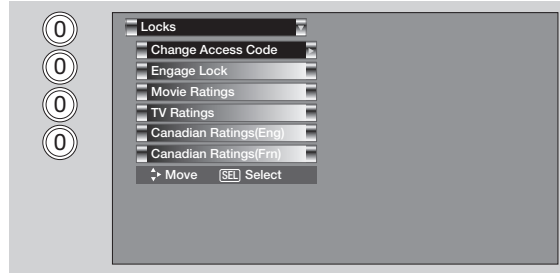 0
0
0
0
Locks
Change Access Code
Engage Lock
Movie Ratings
TV Ratings
Canadian Ratings(Eng)
Canadian Ratings(Frn)
Move SEL Select